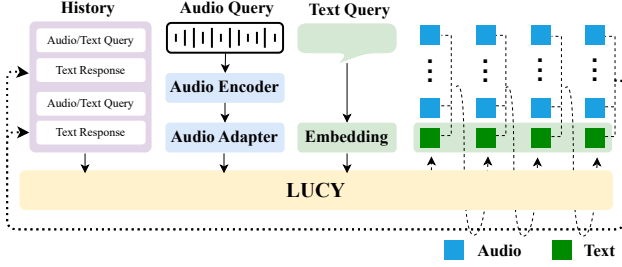 History
Audio Query
Text Query
Audio/Text Query
Text Response
Audio/Text Query
Text Response
Audio Encoder
Audio Adapter
Embedding
LUCY
Audio
Text